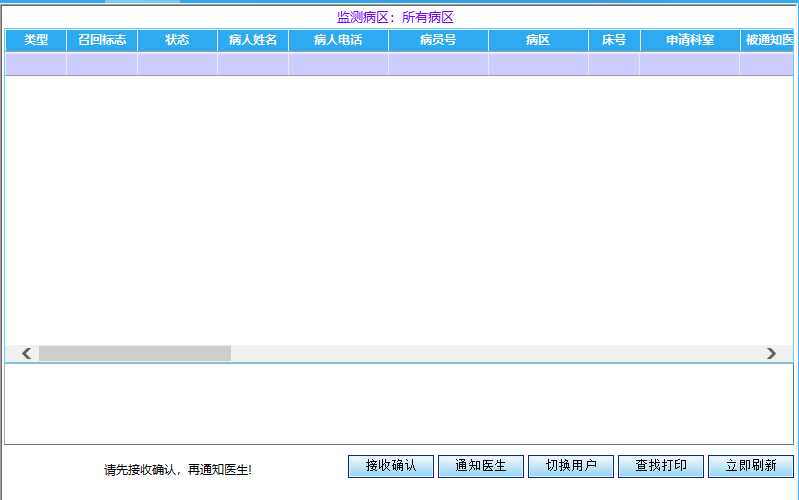 监测病区：所有病区
类型 召回标志 状态 病人姓名 病人电话 病员号 病区 床号 申请科室 被通知医
请先接收确认，再通知医生! 接收确认 通知医生 切换用户 查找打印 立即刷新